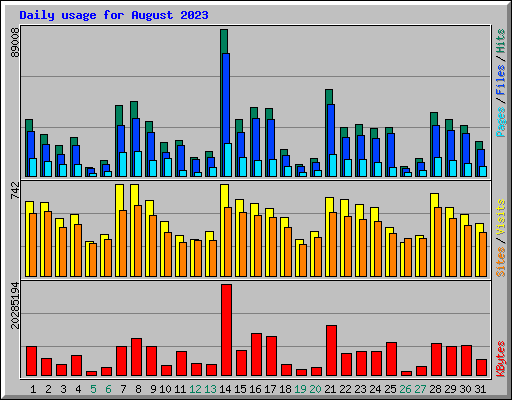 Daily usage for August 2023
89008
Pages / Files / Hits
742
Sites / Visits
20285194
KBytes
1 2 3 4 5 6 7 8 9 10 11 12 13 14 15 16 17 18 19 20 21 22 23 24 25 26 27 28 29 30 31